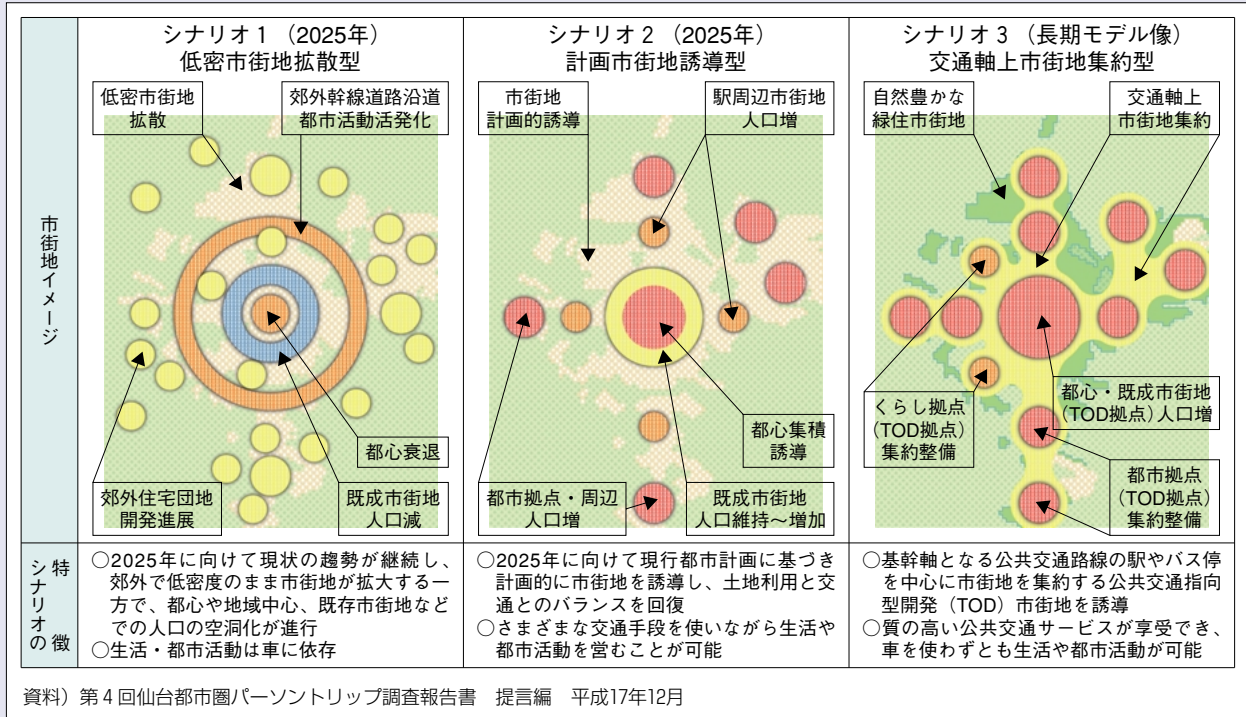 シナリオ1（2025年）
低密市街地拡散型
シナリオ2（2025年）
計画市街地誘導型
シナリオ3（長期モデル像）
交通軸上市街地集約型
市街地イメージ
低密市街地
拡散
郊外幹線道路沿道
都市活動活発化
都心衰退
郊外住宅団地
開発進展
既成市街地
人口減
市街地
計画的誘導
駅周辺市街地
人口増
都心集積
誘導
都市拠点・周辺
人口増
既成市街地
人口維持～増加
自然豊かな
緑住市街地
交通軸上
市街地集約
くらし拠点
(TOD拠点)
集約整備
都心・既成市街地
(TOD拠点)人口増
都市拠点
(TOD拠点)
集約整備
シナリオの
特徴
○2025年に向けて現状の趨勢が継続し、
郊外で低密度のまま市街地が拡大する一
方で、都心や地域中心、既存市街地など
での人口の空洞化が進行
○生活・都市活動は車に依存
○2025年に向けて現行都市計画に基づき
計画的に市街地を誘導し、土地利用と交
通とのバランスを回復
○さまざまな交通手段を使いながら生活や
都市活動を営むことが可能
○基幹軸となる公共交通路線の駅やバス停
を中心に市街地を集約する公共交通指向
型開発（TOD）市街地を誘導
○質の高い公共交通サービスが享受でき、
車を使わずとも生活や都市活動が可能
資料）第4回仙台都市圏パーソントリップ調査報告書　提言編　平成17年12月